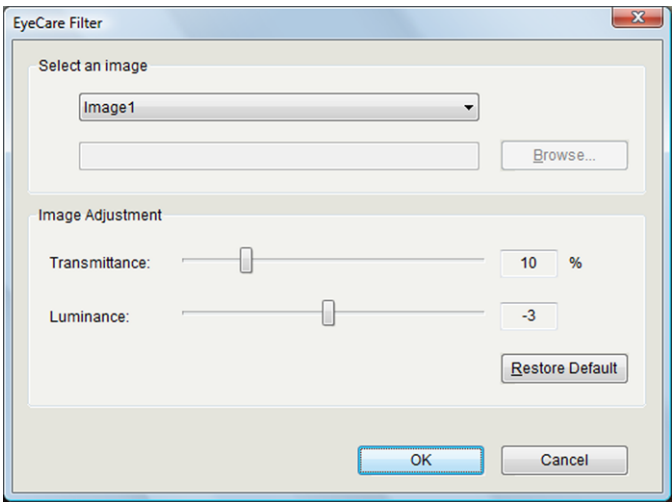 EyeCare Filter
Select an image
Image1
Browse...
Image Adjustment
Transmittance: 10 %
Luminance: -3
Restore Default
OK Cancel